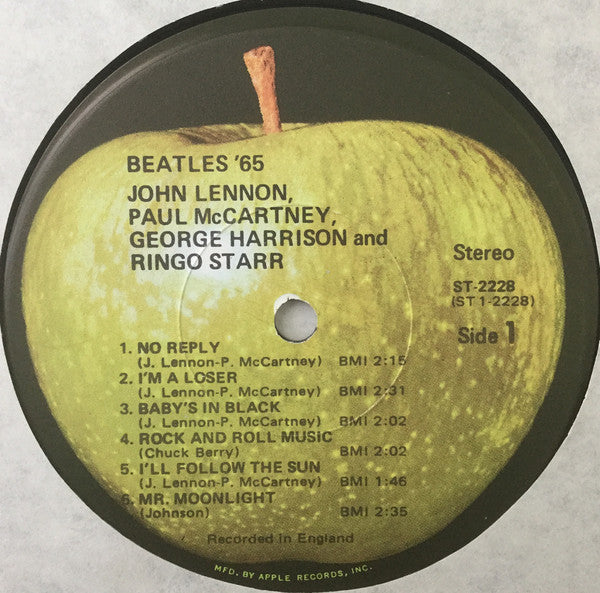 BEATLES '65
JOHN LENNON,
PAUL McCARTNEY,
GEORGE HARRISON and
RINGO STARR
Stereo
ST-2228
(ST 1-2228)
Side 1
1. NO REPLY
(J. Lennon-P. McCartney) BMI 2:15
2. I'M A LOSER
(J. Lennon-P. McCartney) BMI 2:31
3. BABY'S IN BLACK
(J. Lennon-P. McCartney) BMI 2:02
4. ROCK AND ROLL MUSIC
(Chuck Berry) BMI 2:02
5. I'LL FOLLOW THE SUN
(J. Lennon-P. McCartney) BMI 1:46
6. MR. MOONLIGHT
(Johnson) BMI 2:35
Recorded in England
MFD. BY APPLE RECORDS, INC.